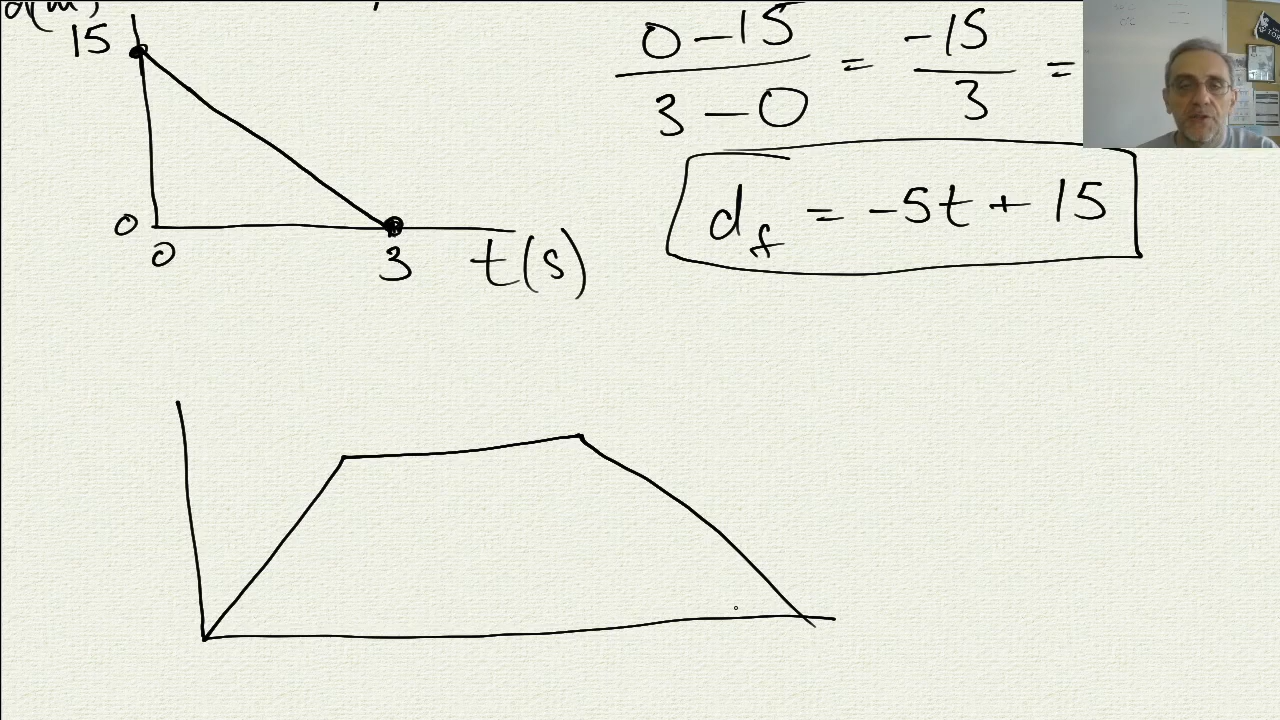 d(m)
15
0
0
3
t(s)
0-15 / 3-0 = -15 / 3 =
d_f = -5t + 15